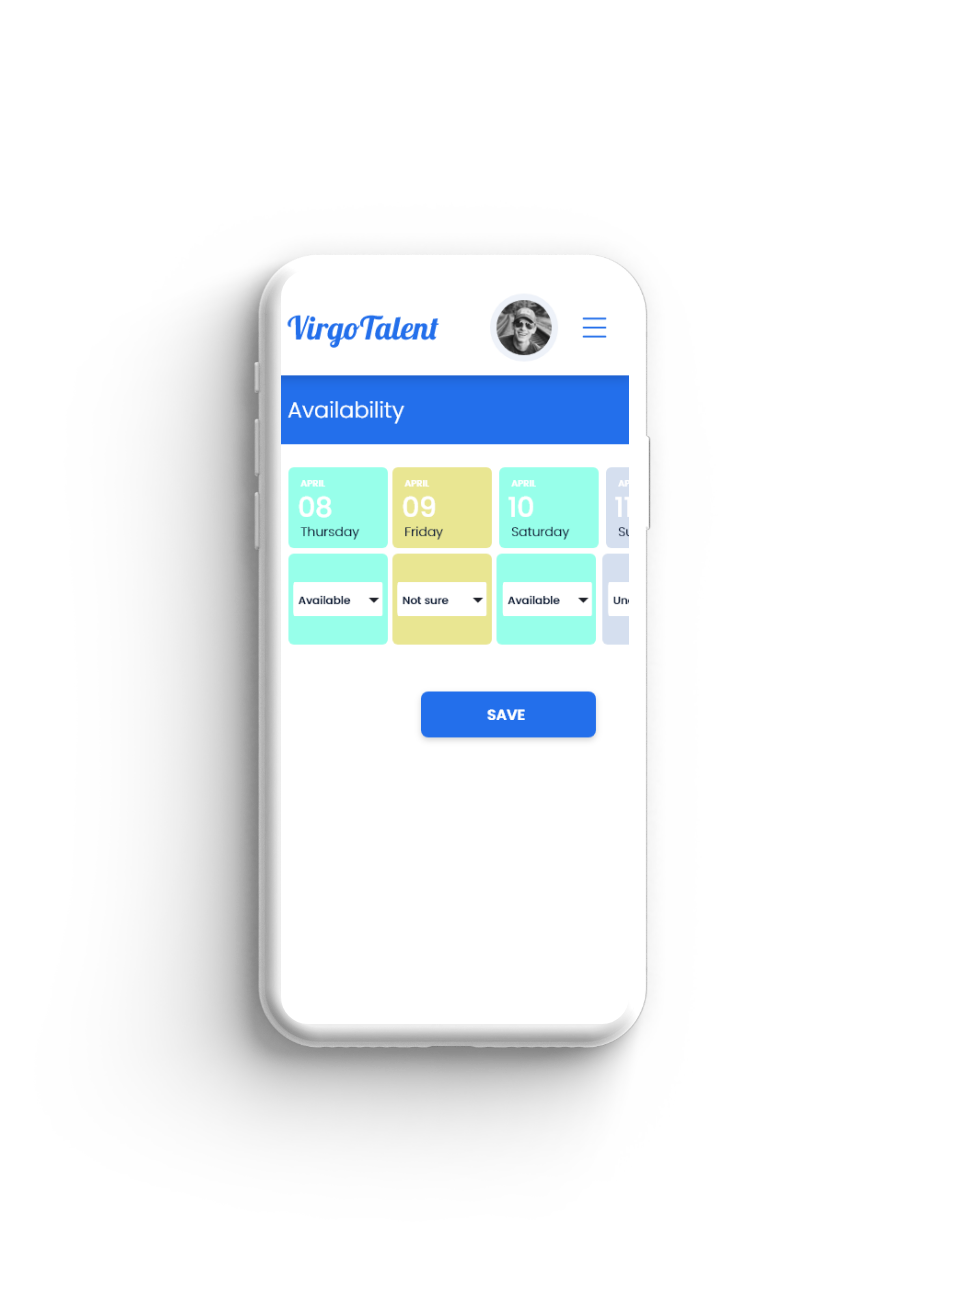 VirgoTalent
Availability
APRIL APRIL APRIL AP
08 09 10 11
Thursday Friday Saturday Su
Available Not sure Available Un
SAVE